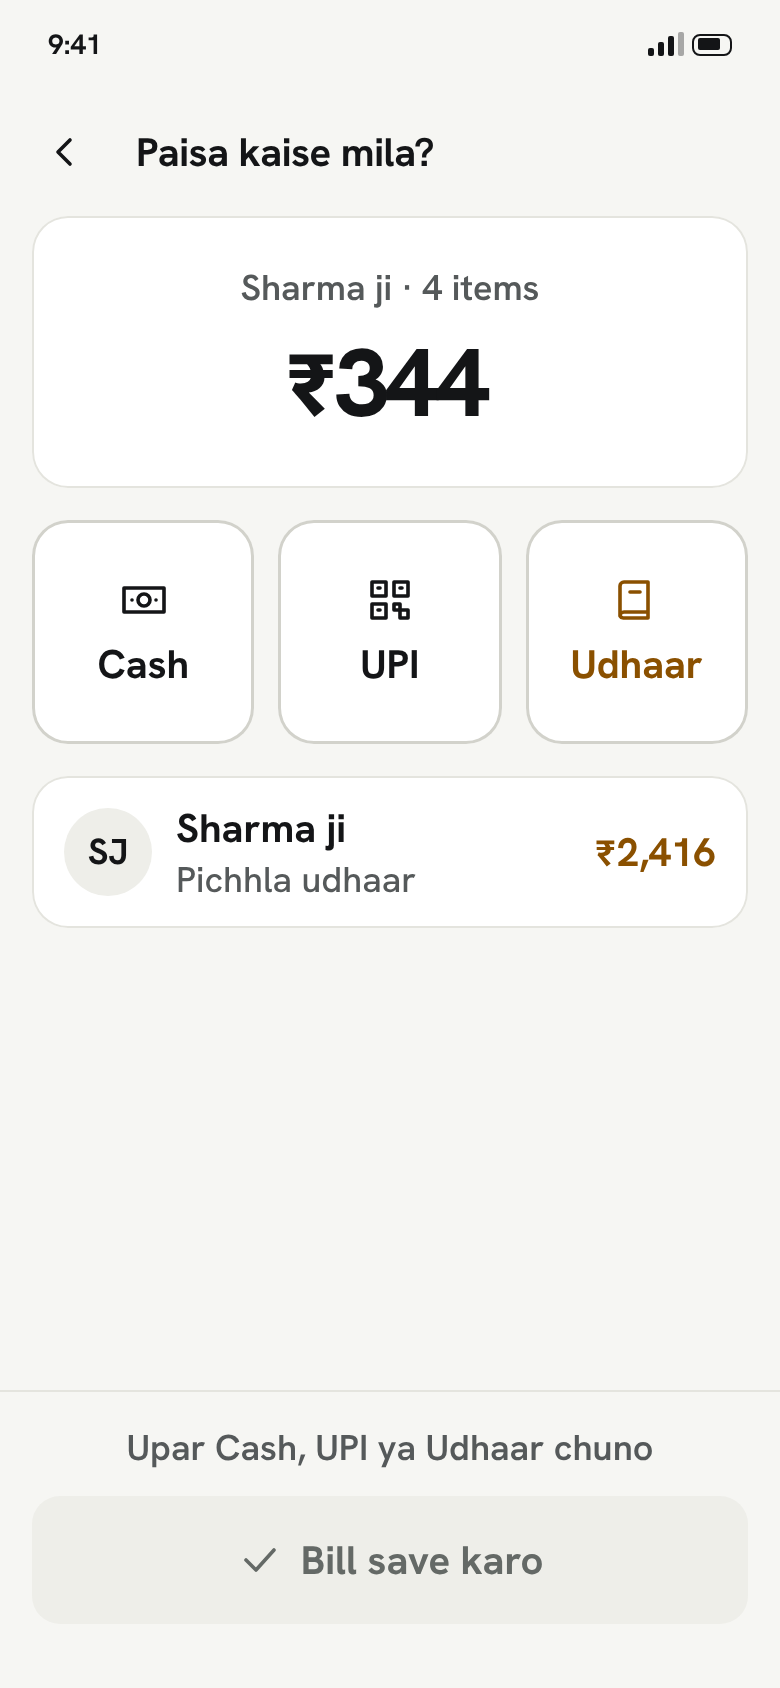 9:41
Paisa kaise mila?
Sharma ji · 4 items
₹344
Cash
UPI
Udhaar
SJ
Sharma ji
Pichhla udhaar
₹2,416
Upar Cash, UPI ya Udhaar chuno
Bill save karo